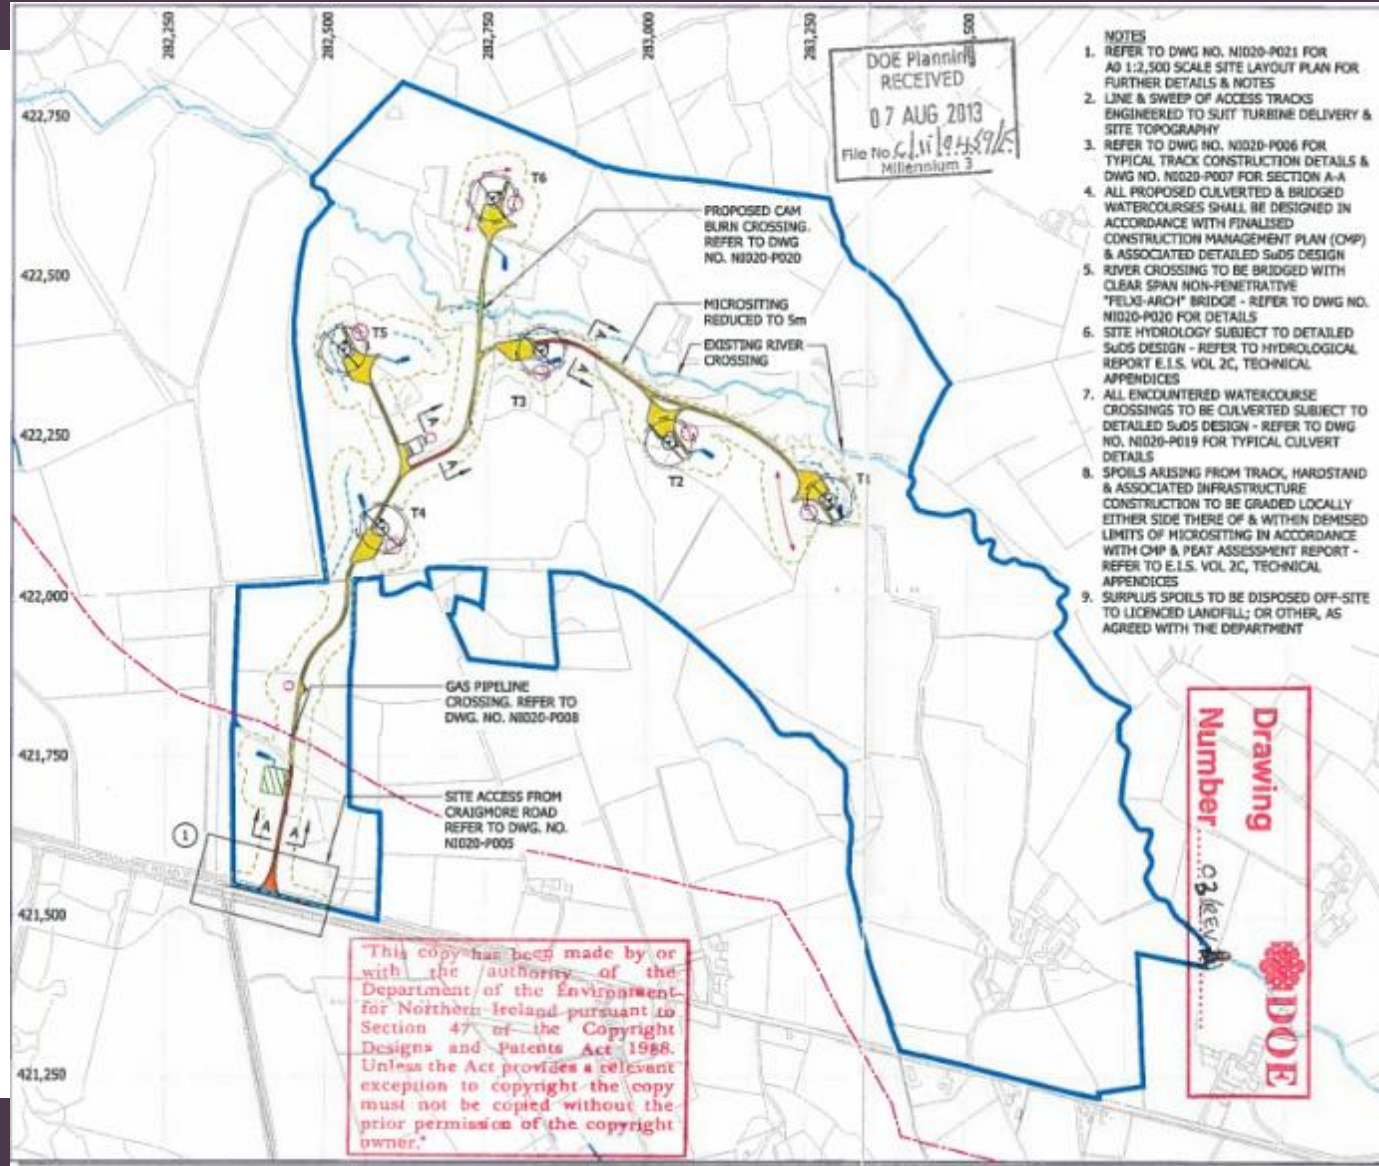 282,250
282,500
282,750
283,000
283,250
283,500
422,750
422,500
422,250
422,000
421,750
421,500
421,250
DOE Planning
RECEIVED
07 AUG 2013
File No
Millennium 3
NOTES
1. REFER TO DWG NO. NI020-P021 FOR
A0 1:2,500 SCALE SITE LAYOUT PLAN FOR
FURTHER DETAILS & NOTES
2. LINE & SWEEP OF ACCESS TRACKS
ENGINEERED TO SUIT TURBINE DELIVERY &
SITE TOPOGRAPHY
3. REFER TO DWG NO. NI020-P006 FOR
TYPICAL TRACK CONSTRUCTION DETAILS &
DWG NO. NI020-P007 FOR SECTION A-A
4. ALL PROPOSED CULVERTED & BRIDGED
WATERCOURSES SHALL BE DESIGNED IN
ACCORDANCE WITH FINALISED
CONSTRUCTION MANAGEMENT PLAN (CMP)
& ASSOCIATED DETAILED SuDS DESIGN
5. RIVER CROSSING TO BE BRIDGED WITH
CLEAR SPAN NON-PENETRATIVE
"FELXI-ARCH" BRIDGE - REFER TO DWG NO.
NI020-P020 FOR DETAILS
6. SITE HYDROLOGY SUBJECT TO DETAILED
SuDS DESIGN - REFER TO HYDROLOGICAL
REPORT E.I.S. VOL 2C, TECHNICAL
APPENDICES
7. ALL ENCOUNTERED WATERCOURSE
CROSSINGS TO BE CULVERTED SUBJECT TO
DETAILED SuDS DESIGN - REFER TO DWG
NO. NI020-P019 FOR TYPICAL CULVERT
DETAILS
8. SPOILS ARISING FROM TRACK, HARDSTAND
& ASSOCIATED INFRASTRUCTURE
CONSTRUCTION TO BE GRADED LOCALLY
EITHER SIDE THERE OF & WITHIN DEMISED
LIMITS OF MICROSITING IN ACCORDANCE
WITH CMP & PEAT ASSESSMENT REPORT -
REFER TO E.I.S. VOL 2C, TECHNICAL
APPENDICES
9. SURPLUS SPOILS TO BE DISPOSED OFF-SITE
TO LICENCED LANDFILL; OR OTHER, AS
AGREED WITH THE DEPARTMENT
T6
PROPOSED CAM
BURN CROSSING.
REFER TO DWG
NO. NI020-P020
MICROSITING
REDUCED TO 5m
EXISTING RIVER
CROSSING
T5
A
A
T3
A
A
T2
T1
T4
GAS PIPELINE
CROSSING. REFER TO
DWG. NO. NI020-P008
SITE ACCESS FROM
CRAIGMORE ROAD
REFER TO DWG. NO.
NI020-P005
A
A
1
"This copy has been made by or
with the authority of the
Department of the Environment
for Northern Ireland pursuant to
Section 47 of the Copyright
Designs and Patents Act 1988.
Unless the Act provides a relevant
exception to copyright the copy
must not be copied without the
prior permission of the copyright
owner."
Drawing
Number
DOE